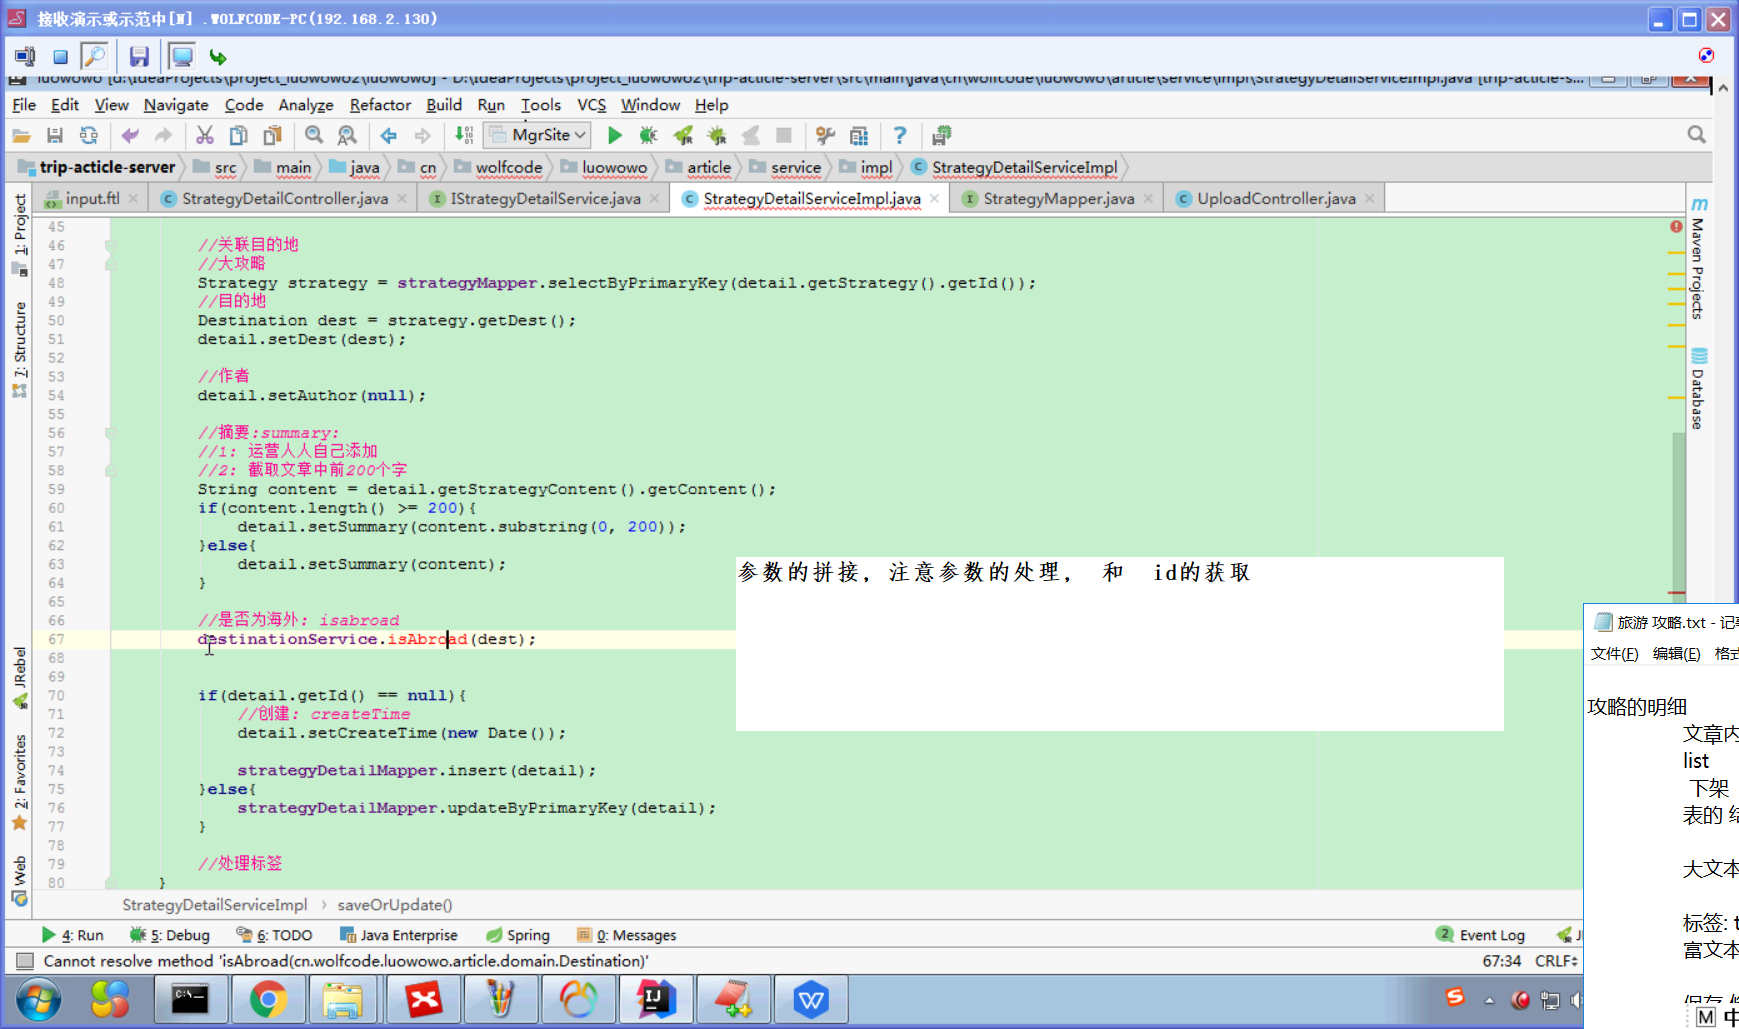 接收演示或示范中[W] .WOLFCODE-PC(192.168.2.130)
luowowo [d:\IdeaProjects\project_luowowo2\luowowo] - D:\IdeaProjects\project_luowowo2\trip-acticle-server\src\main\java\cn\wolfcode\luowowo\article\service\impl\StrategyDetailServiceImpl.java [trip-acticle-s...
File Edit View Navigate Code Analyze Refactor Build Run Tools VCS Window Help
MgrSite
trip-acticle-server src main java cn wolfcode luowowo article service impl StrategyDetailServiceImpl
input.ftl StrategyDetailController.java IStrategyDetailService.java StrategyDetailServiceImpl.java StrategyMapper.java UploadController.java
1: Project
7: Structure
JRebel
2: Favorites
Web
Maven Projects
Database
45
46 //关联目的地
47 //大攻略
48 Strategy strategy = strategyMapper.selectByPrimaryKey(detail.getStrategy().getId());
49 //目的地
50 Destination dest = strategy.getDest();
51 detail.setDest(dest);
52
53 //作者
54 detail.setAuthor(null);
55
56 //摘要:summary:
57 //1: 运营人人自己添加
58 //2: 截取文章中前200个字
59 String content = detail.getStrategyContent().getContent();
60 if(content.length() >= 200){
61 detail.setSummary(content.substring(0, 200));
62 }else{
63 detail.setSummary(content);
64 }
65
66 //是否为海外: isabroad
67 destinationService.isAbroad(dest);
68
69
70 if(detail.getId() == null){
71 //创建: createTime
72 detail.setCreateTime(new Date());
73
74 strategyDetailMapper.insert(detail);
75 }else{
76 strategyDetailMapper.updateByPrimaryKey(detail);
77 }
78
79 //处理标签
80 }
参数的拼接, 注意参数的处理, 和 id的获取
旅游 攻略.txt - 记
文件(F) 编辑(E) 格式
攻略的明细
文章内
list
下架
表的
大文本
标签:
富文本
StrategyDetailServiceImpl › saveOrUpdate()
4: Run 5: Debug 6: TODO Java Enterprise Spring 0: Messages 2 Event Log
Cannot resolve method 'isAbroad(cn.wolfcode.luowowo.article.domain.Destination)' 67:34 CRLF
M 中